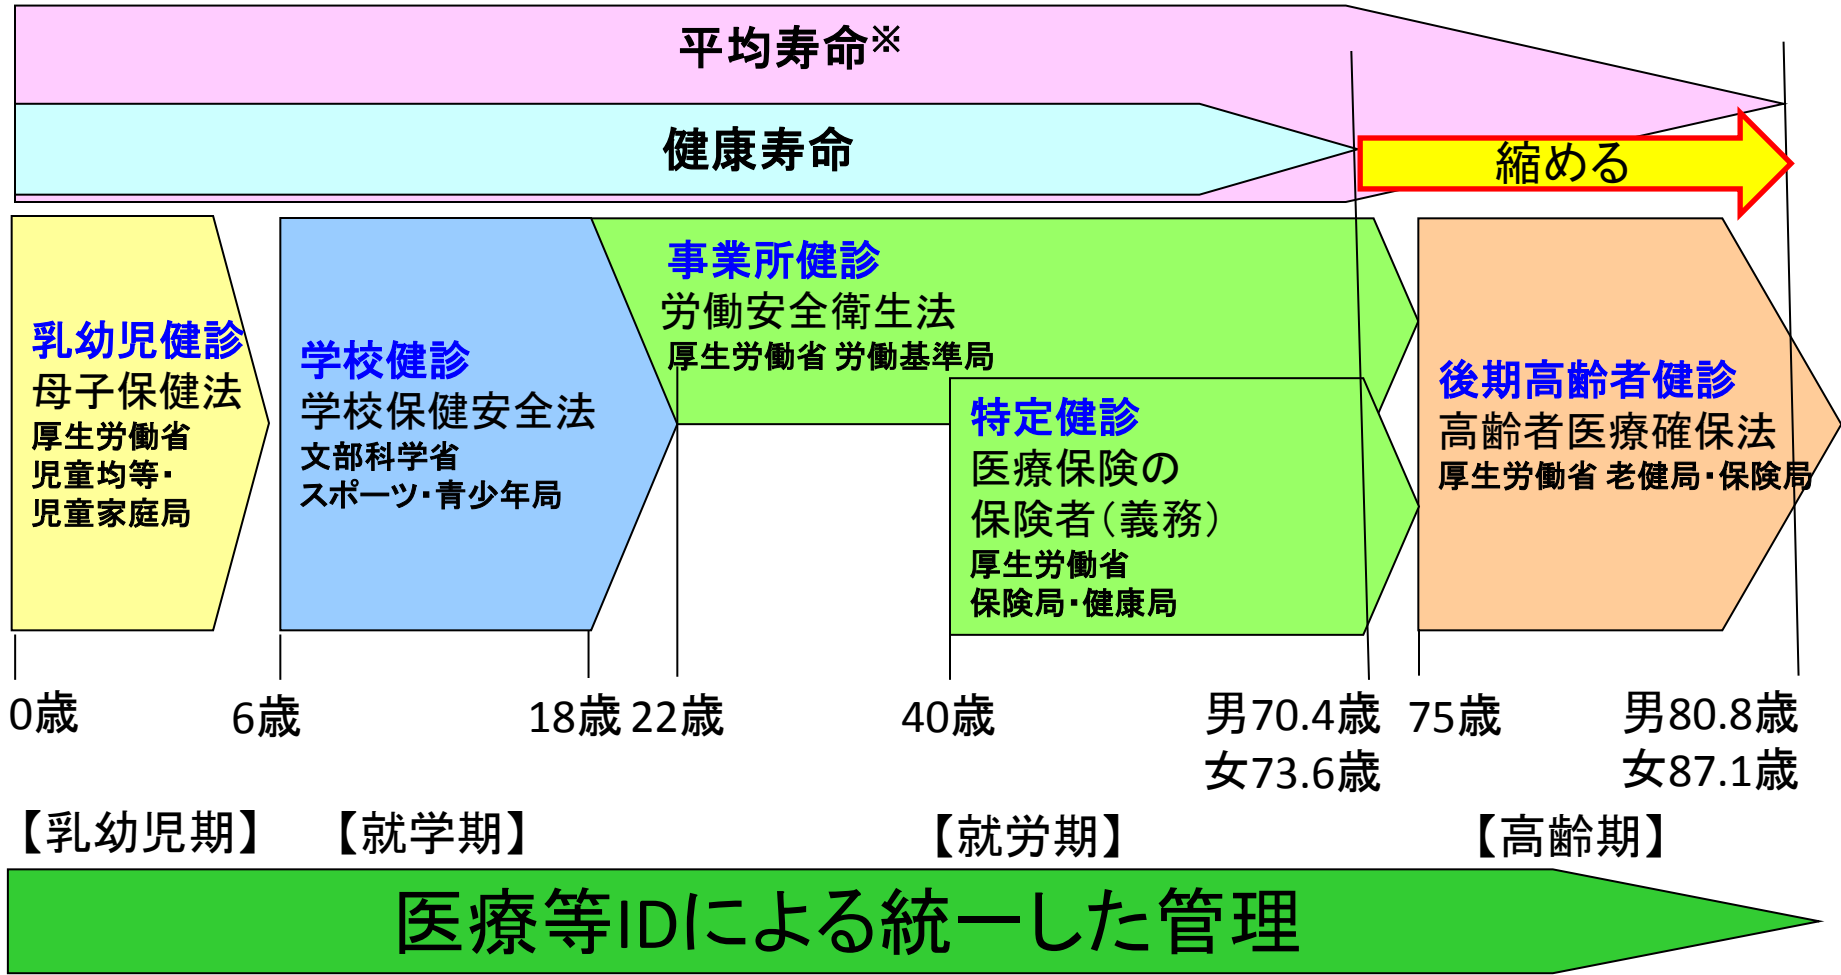 平均寿命※
健康寿命
縮める
乳幼児健診
母子保健法
厚生労働省
児童均等・
児童家庭局
学校健診
学校保健安全法
文部科学省
スポーツ・青少年局
事業所健診
労働安全衛生法
厚生労働省 労働基準局
特定健診
医療保険の
保険者（義務）
厚生労働省
保険局・健康局
後期高齢者健診
高齢者医療確保法
厚生労働省 老健局・保険局
0歳
6歳
18歳
22歳
40歳
男70.4歳
女73.6歳
75歳
男80.8歳
女87.1歳
【乳幼児期】
【就学期】
【就労期】
【高齢期】
医療等IDによる統一した管理